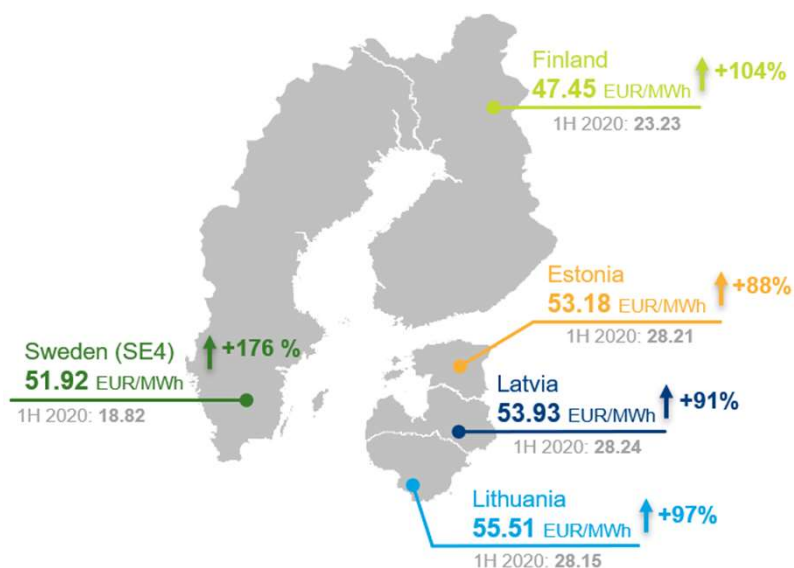 Finland
47.45 EUR/MWh
+104%
1H 2020: 23.23
Estonia
53.18 EUR/MWh
+88%
1H 2020: 28.21
Sweden (SE4)
+176 %
51.92 EUR/MWh
1H 2020: 18.82
Latvia
53.93 EUR/MWh
+91%
1H 2020: 28.24
Lithuania
55.51 EUR/MWh
+97%
1H 2020: 28.15